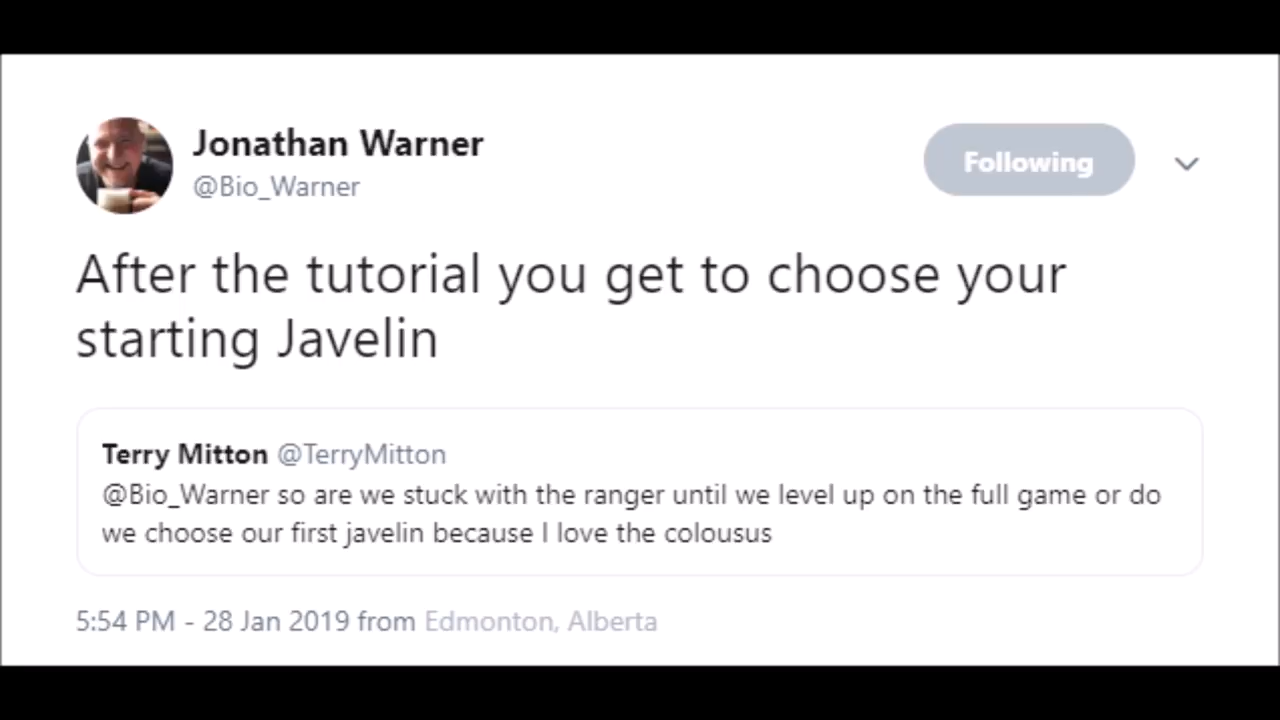 Jonathan Warner
@Bio_Warner
Following
After the tutorial you get to choose your
starting Javelin
Terry Mitton @TerryMitton
@Bio_Warner so are we stuck with the ranger until we level up on the full game or do
we choose our first javelin because I love the colousus
5:54 PM - 28 Jan 2019 from Edmonton, Alberta